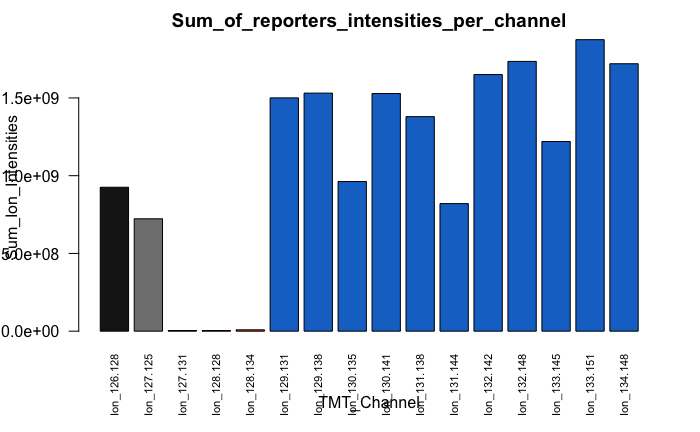 Sum_of_reporters_intensities_per_channel
Sum_Ion_Intensities
1.5e+09
1.0e+09
5.0e+08
0.0e+00
Ion_126.128
Ion_127.125
Ion_127.131
Ion_128.128
Ion_128.134
Ion_129.131
Ion_129.138
Ion_130.135
Ion_130.141
Ion_131.138
Ion_131.144
Ion_132.142
Ion_132.148
Ion_133.145
Ion_133.151
Ion_134.148
TMT_Channel